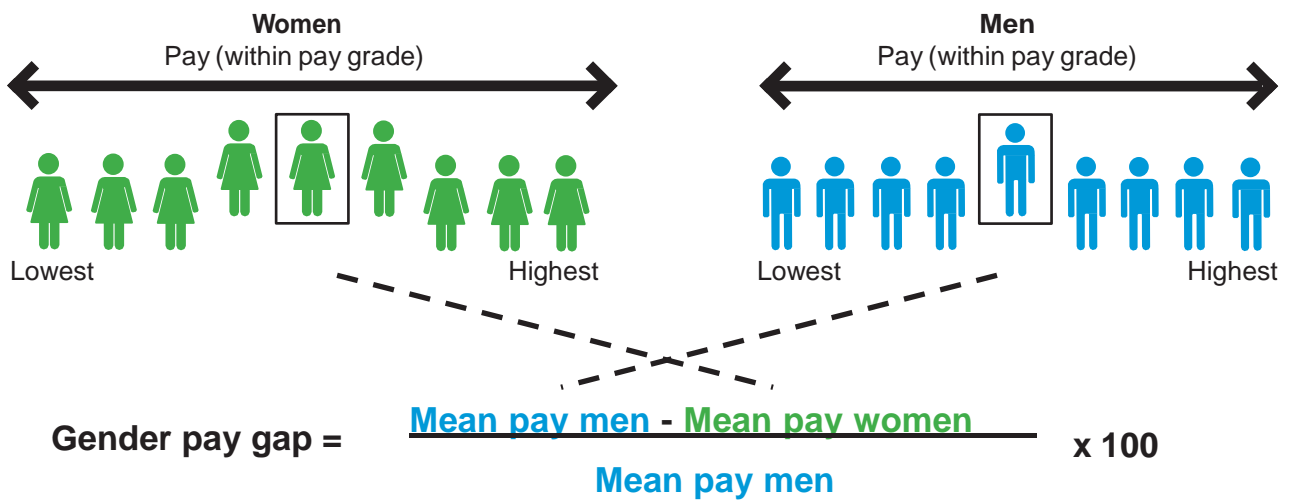 Women
Pay (within pay grade)
Men
Pay (within pay grade)
Lowest
Highest
Lowest
Highest
Gender pay gap =
Mean pay men - Mean pay women
x 100
Mean pay men